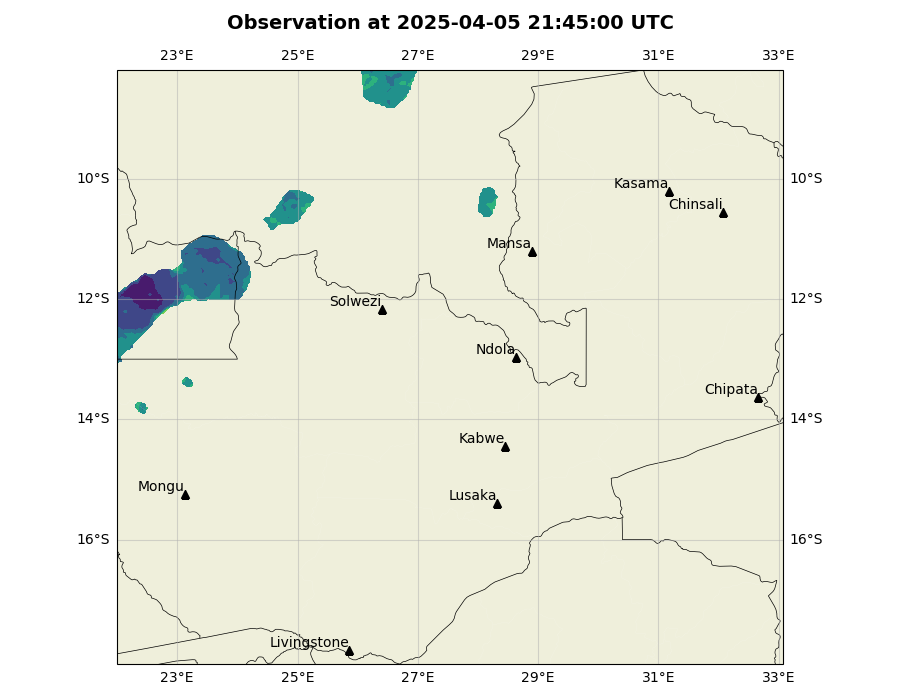 Observation at 2025-04-05 21:45:00 UTC
23°E 25°E 27°E 29°E 31°E 33°E
10°S 10°S
Kasama
Chinsali
Mansa
12°S 12°S
Solwezi
Ndola
Chipata
14°S 14°S
Kabwe
Mongu
Lusaka
16°S 16°S
Livingstone
23°E 25°E 27°E 29°E 31°E 33°E